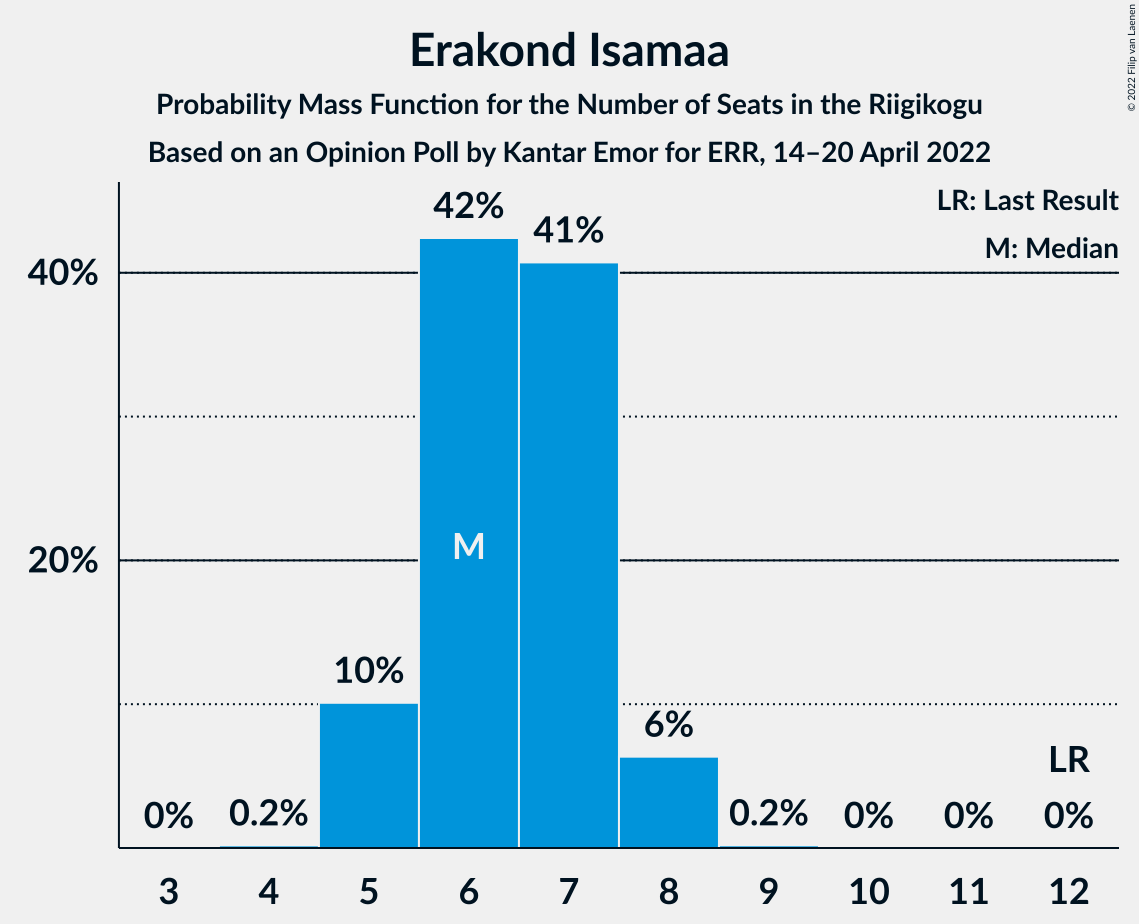 Erakond Isamaa
Probability Mass Function for the Number of Seats in the Riigikogu
Based on an Opinion Poll by Kantar Emor for ERR, 14–20 April 2022
© 2022 Filip van Laenen
LR: Last Result
M: Median
40%
20%
0%
0.2%
10%
42%
41%
6%
0.2%
0%
0%
0%
M
LR
3 4 5 6 7 8 9 10 11 12